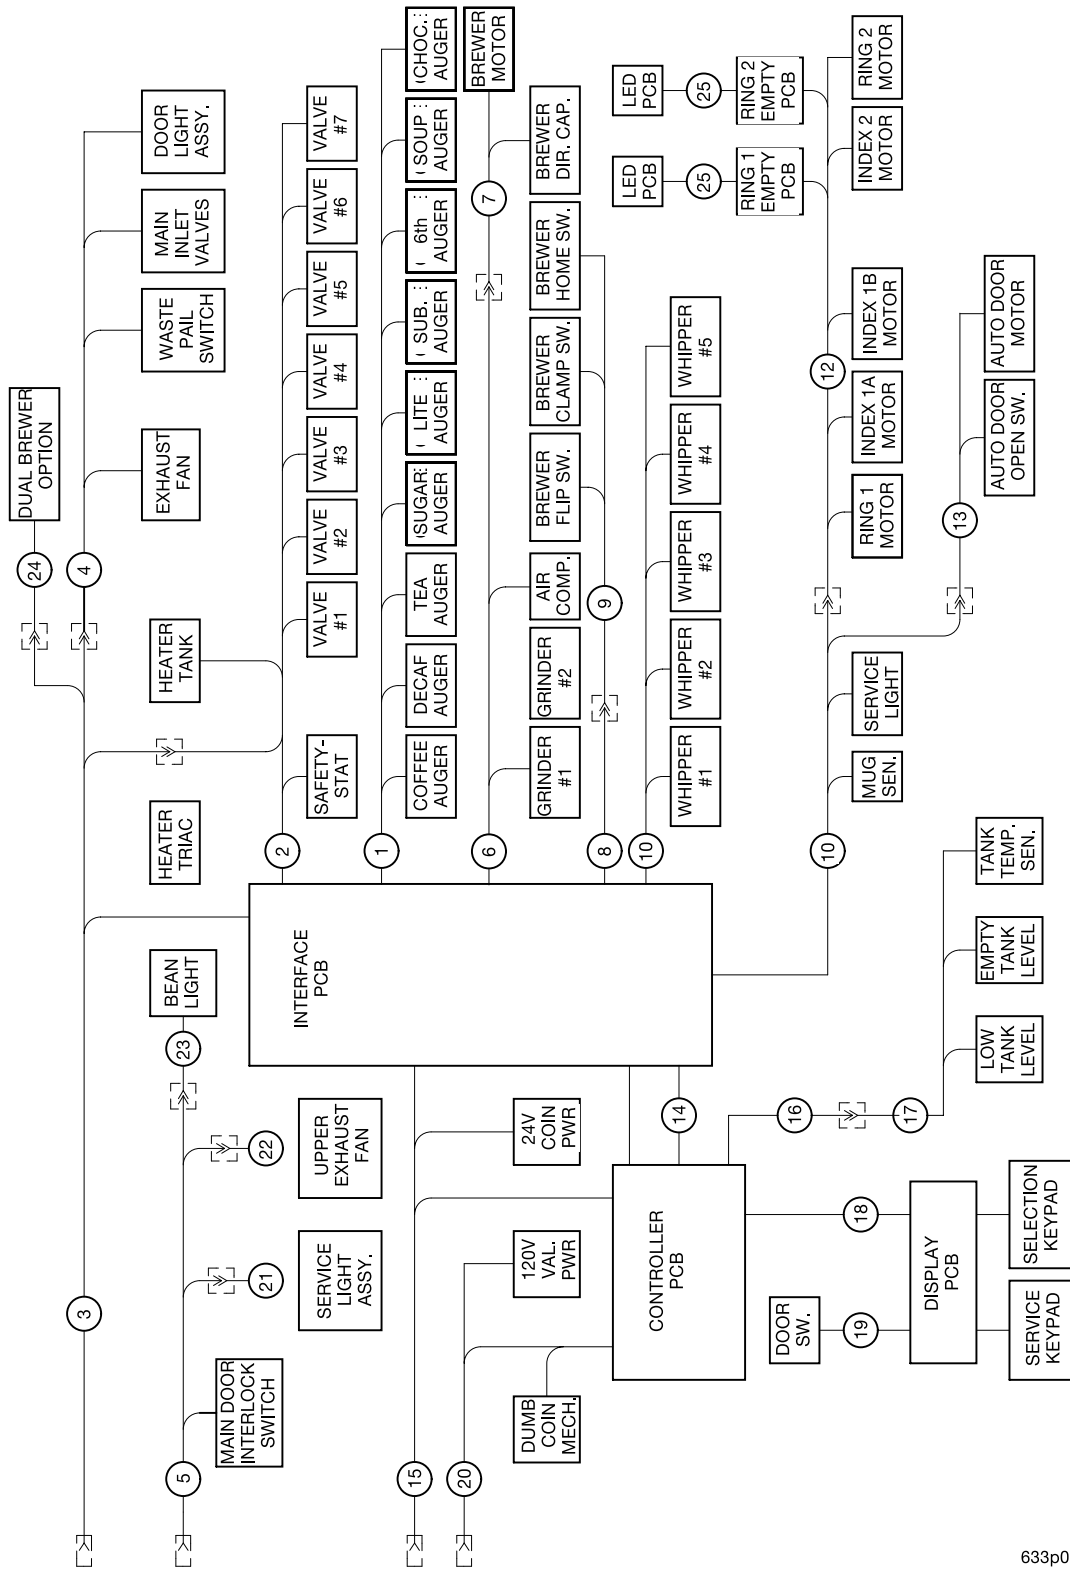 DUAL BREWER
OPTION
24
4
EXHAUST
FAN
WASTE
PAIL
SWITCH
MAIN
INLET
VALVES
DOOR
LIGHT
ASSY.
3
HEATER
TRIAC
HEATER
TANK
5
MAIN DOOR
INTERLOCK
SWITCH
21
SERVICE
LIGHT
ASSY.
22
UPPER
EXHAUST
FAN
23
BEAN
LIGHT
INTERFACE
PCB
2
SAFETY-
STAT
VALVE
#1
VALVE
#2
VALVE
#3
VALVE
#4
VALVE
#5
VALVE
#6
VALVE
#7
1
COFFEE
AUGER
DECAF
AUGER
TEA
AUGER
(SUGAR:
AUGER
( LITE :
AUGER
( SUB. :
AUGER
( 6th :
AUGER
( SOUP :
AUGER
(CHOC. :
AUGER
6
GRINDER
#1
GRINDER
#2
AIR
COMP.
7
BREWER
DIR. CAP.
BREWER
MOTOR
8
9
BREWER
FLIP SW.
BREWER
CLAMP SW.
BREWER
HOME SW.
10
WHIPPER
#1
WHIPPER
#2
WHIPPER
#3
WHIPPER
#4
WHIPPER
#5
10
MUG
SEN.
SERVICE
LIGHT
RING 1
MOTOR
INDEX 1A
MOTOR
12
INDEX 1B
MOTOR
INDEX 2
MOTOR
RING 2
MOTOR
LED
PCB
25
RING 1
EMPTY
PCB
LED
PCB
25
RING 2
EMPTY
PCB
13
AUTO DOOR
OPEN SW.
AUTO DOOR
MOTOR
15
20
DUMB
COIN
MECH.
120V
VAL.
PWR
24V
COIN
PWR
CONTROLLER
PCB
14
16
17
LOW
TANK
LEVEL
EMPTY
TANK
LEVEL
TANK
TEMP.
SEN.
DOOR
SW.
19
18
DISPLAY
PCB
SERVICE
KEYPAD
SELECTION
KEYPAD
633p0